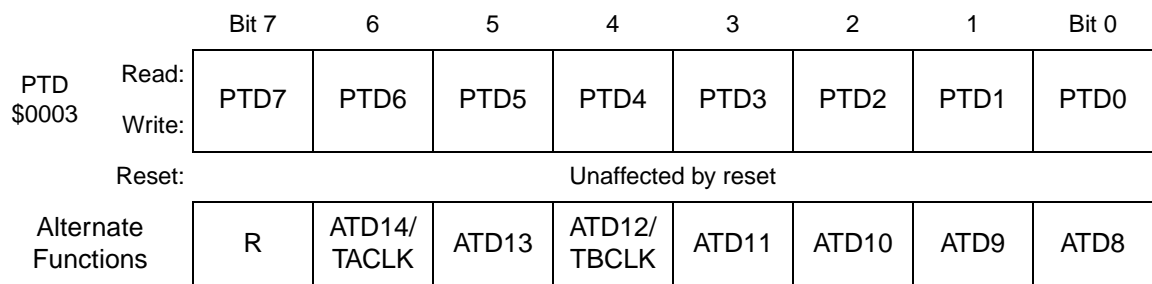 Bit 7 6 5 4 3 2 1 Bit 0
PTD
$0003
Read:
Write:
PTD7 PTD6 PTD5 PTD4 PTD3 PTD2 PTD1 PTD0
Reset: Unaffected by reset
Alternate
Functions
R ATD14/
TACLK ATD13 ATD12/
TBCLK ATD11 ATD10 ATD9 ATD8